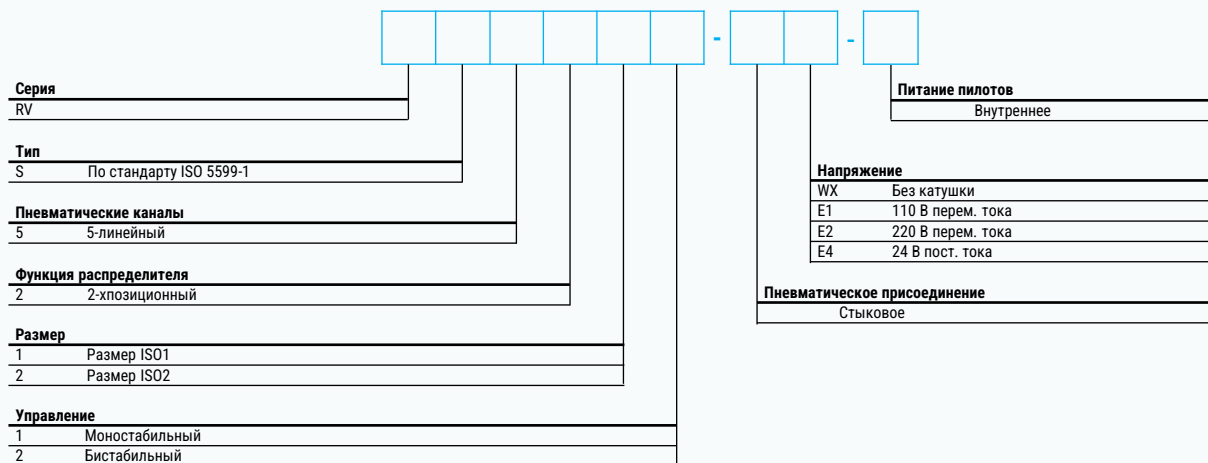 - -
Серия
RV
Тип
S По стандарту ISO 5599-1
Пневматические каналы
5 5-линейный
Функция распределителя
2 2-хпозиционный
Размер
1 Размер ISO1
2 Размер ISO2
Управление
1 Моностабильный
2 Бистабильный
Питание пилотов
Внутреннее
Напряжение
WX Без катушки
E1 110 В перем. тока
E2 220 В перем. тока
E4 24 В пост. тока
Пневматическое присоединение
Стыковое